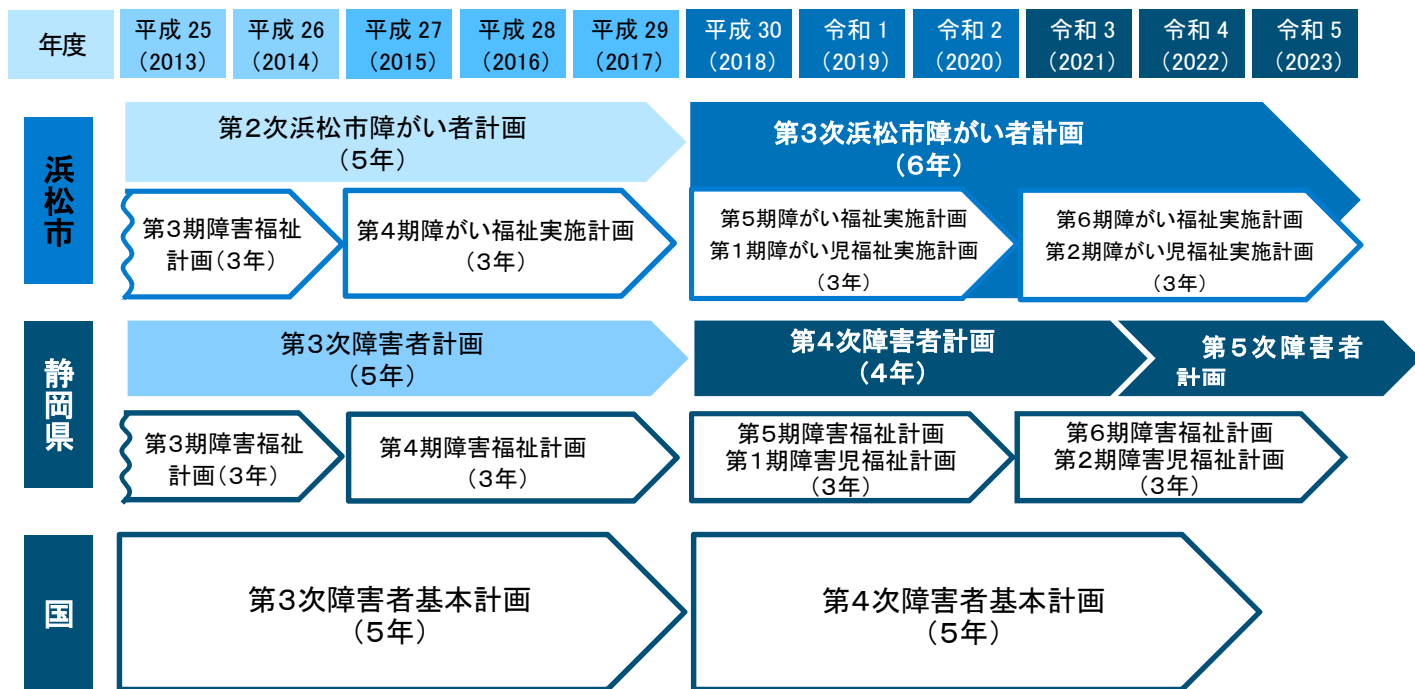 年度
平成 25
(2013)
平成 26
(2014)
平成 27
(2015)
平成 28
(2016)
平成 29
(2017)
平成 30
(2018)
令和 1
(2019)
令和 2
(2020)
令和 3
(2021)
令和 4
(2022)
令和 5
(2023)
浜松市
第2次浜松市障がい者計画
(5年)
第3次浜松市障がい者計画
(6年)
第3期障害福祉
計画(3年)
第4期障がい福祉実施計画
(3年)
第5期障がい福祉実施計画
第1期障がい児福祉実施計画
(3年)
第6期障がい福祉実施計画
第2期障がい児福祉実施計画
(3年)
静岡県
第3次障害者計画
(5年)
第4次障害者計画
(4年)
第5次障害者
計画
第3期障害福祉
計画(3年)
第4期障害福祉計画
(3年)
第5期障害福祉計画
第1期障害児福祉計画
(3年)
第6期障害福祉計画
第2期障害児福祉計画
(3年)
国
第3次障害者基本計画
(5年)
第4次障害者基本計画
(5年)